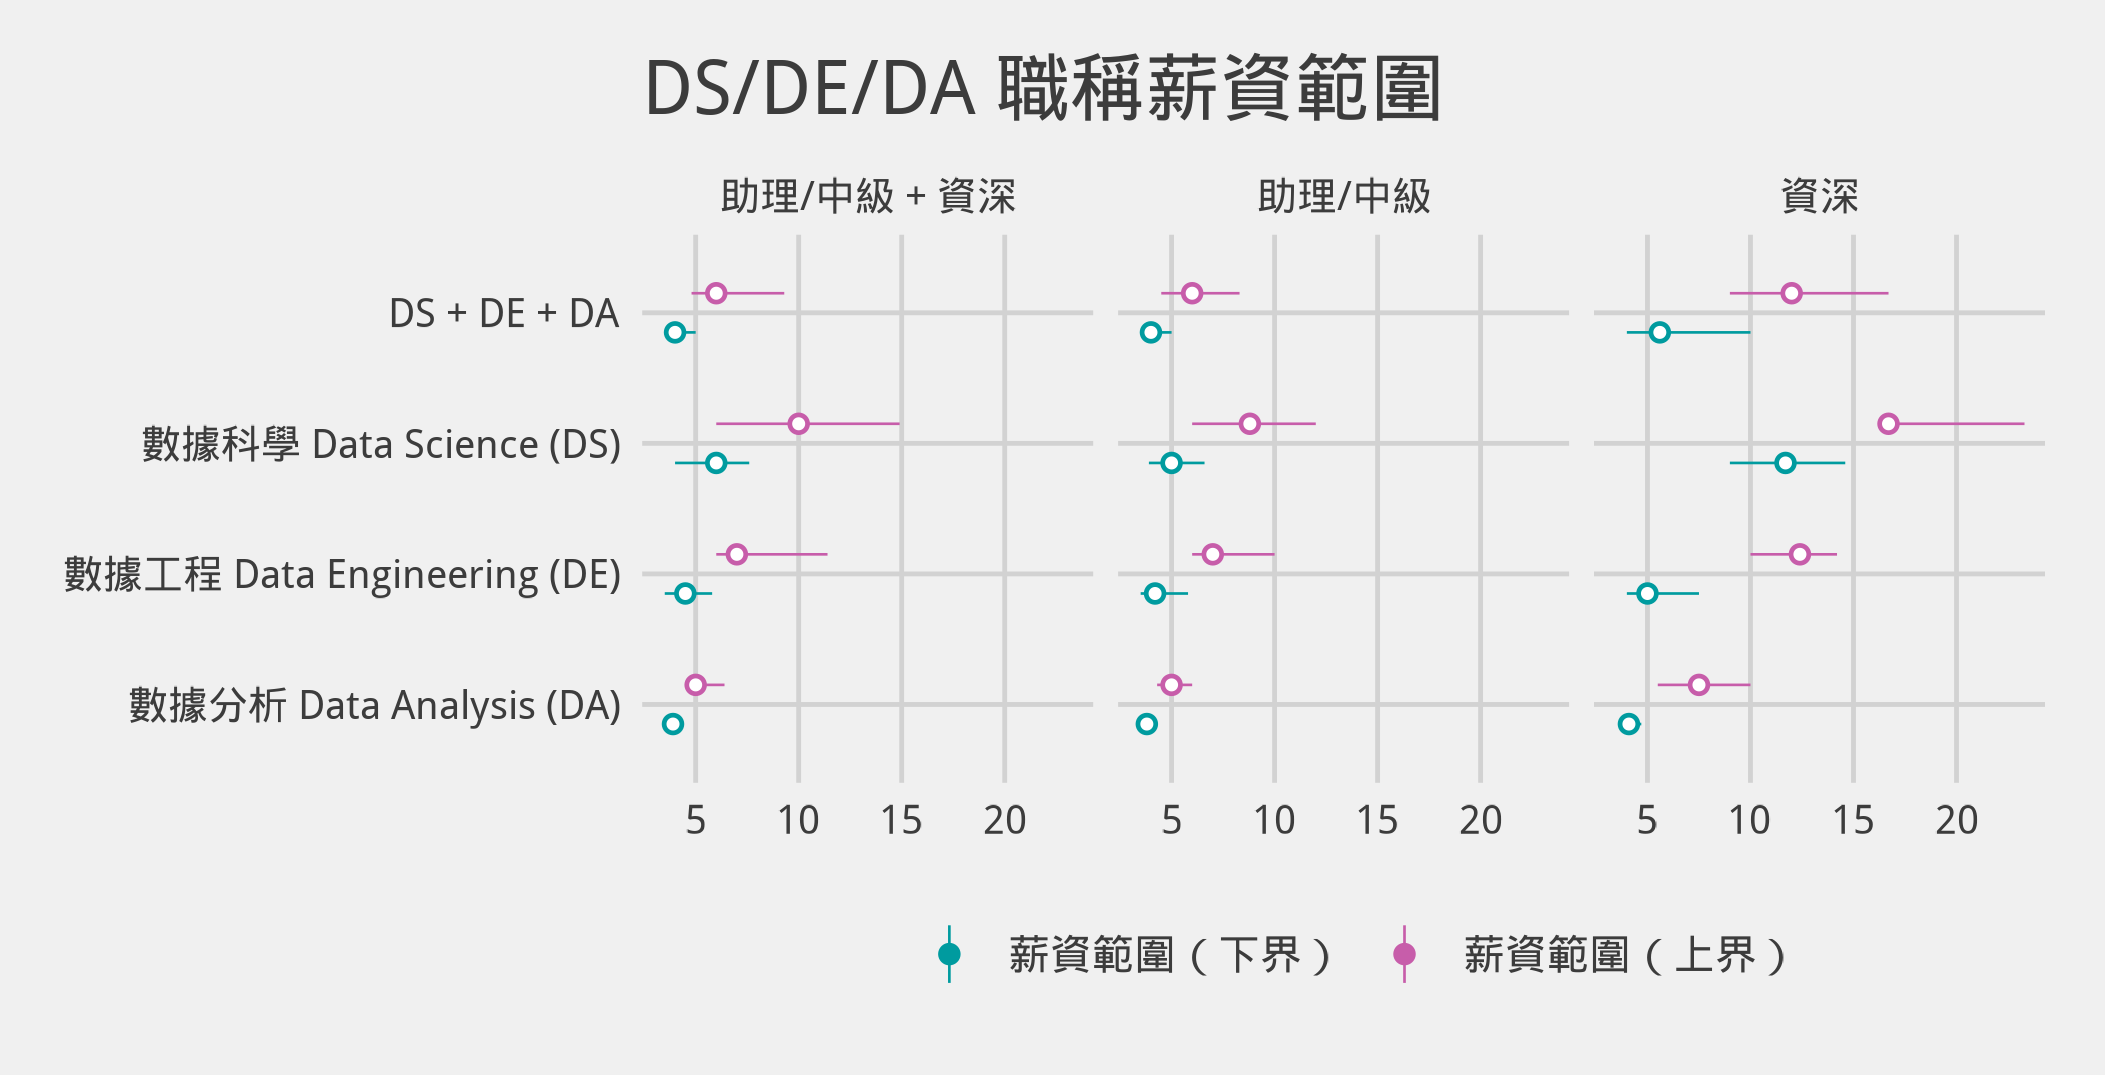 DS/DE/DA 職稱薪資範圍
助理/中級 + 資深
助理/中級
資深
DS + DE + DA
數據科學 Data Science (DS)
數據工程 Data Engineering (DE)
數據分析 Data Analysis (DA)
5 10 15 20
5 10 15 20
5 10 15 20
薪資範圍（下界）
薪資範圍（上界）